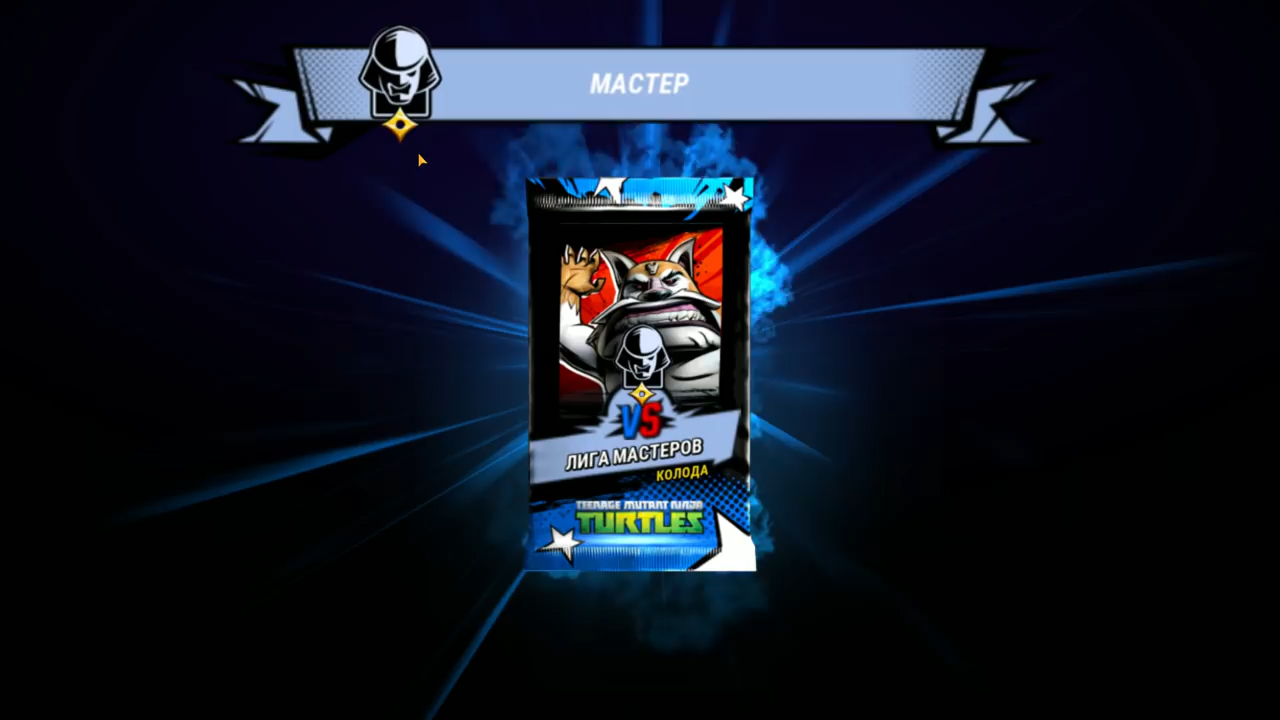 МАСТЕР
VS
ЛИГА МАСТЕРОВ
КОЛОДА
TEENAGE MUTANT NINJA
TURTLES